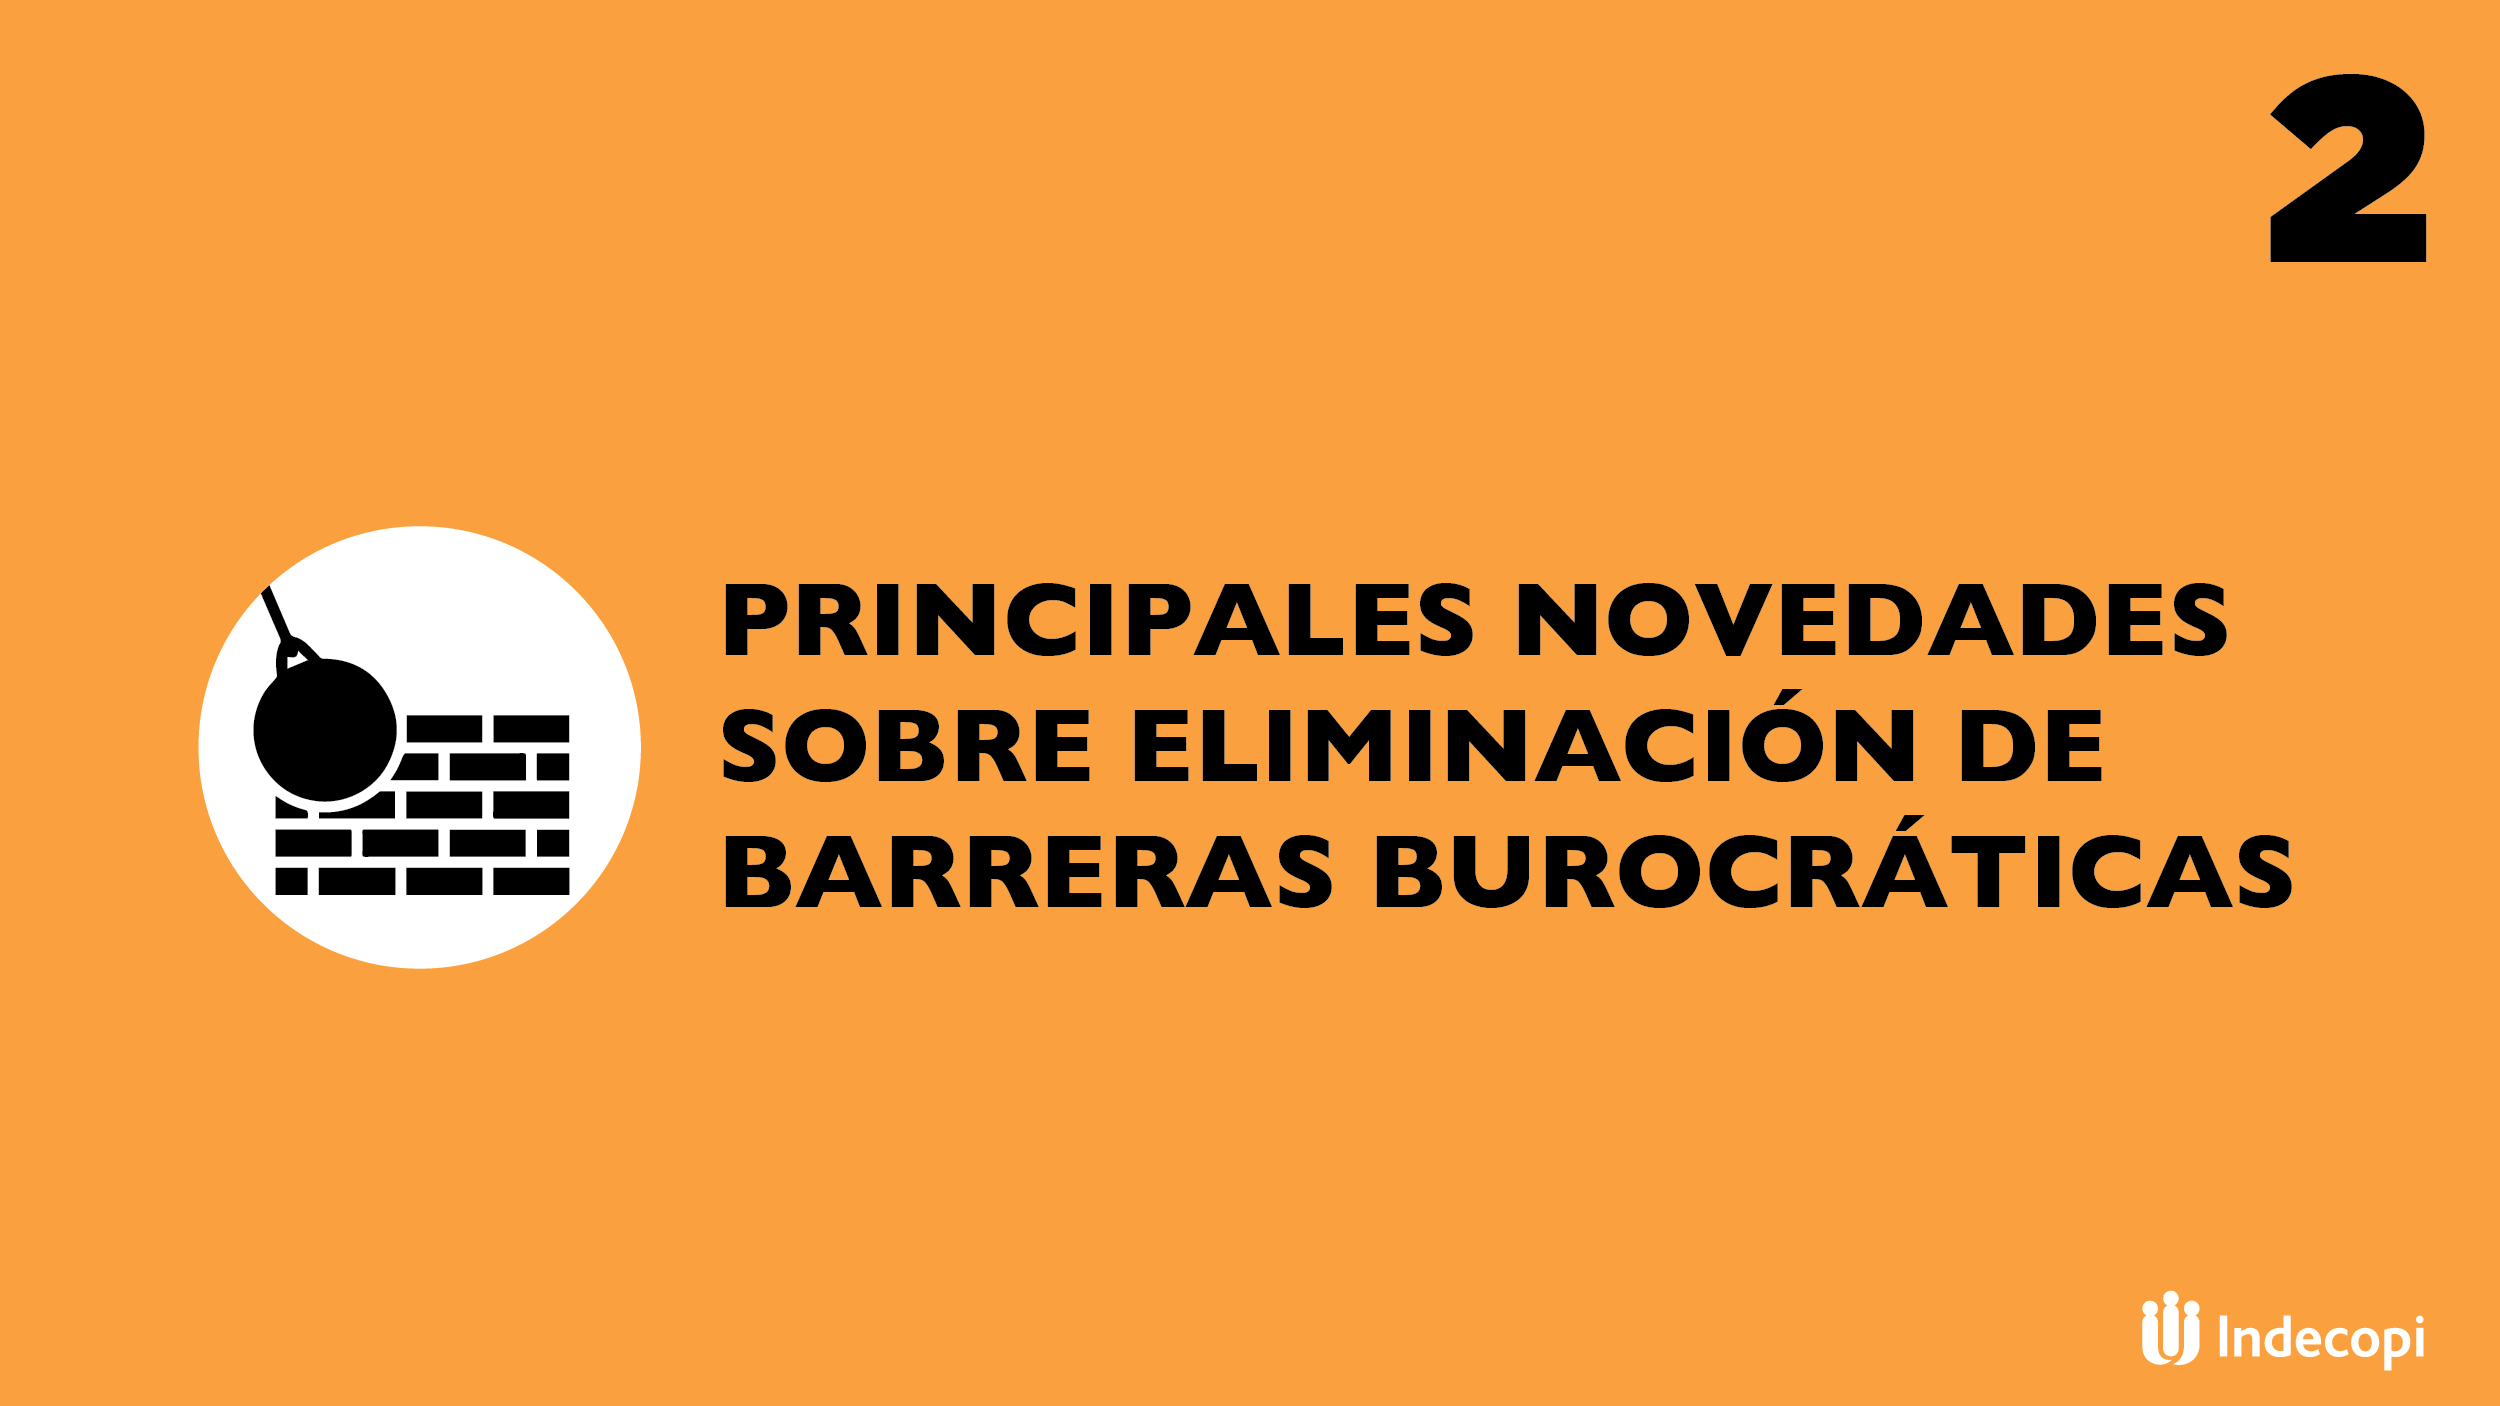 2
PRINCIPALES NOVEDADES
SOBRE ELIMINACIÓN DE
BARRERAS BUROCRÁTICAS
Indecopi